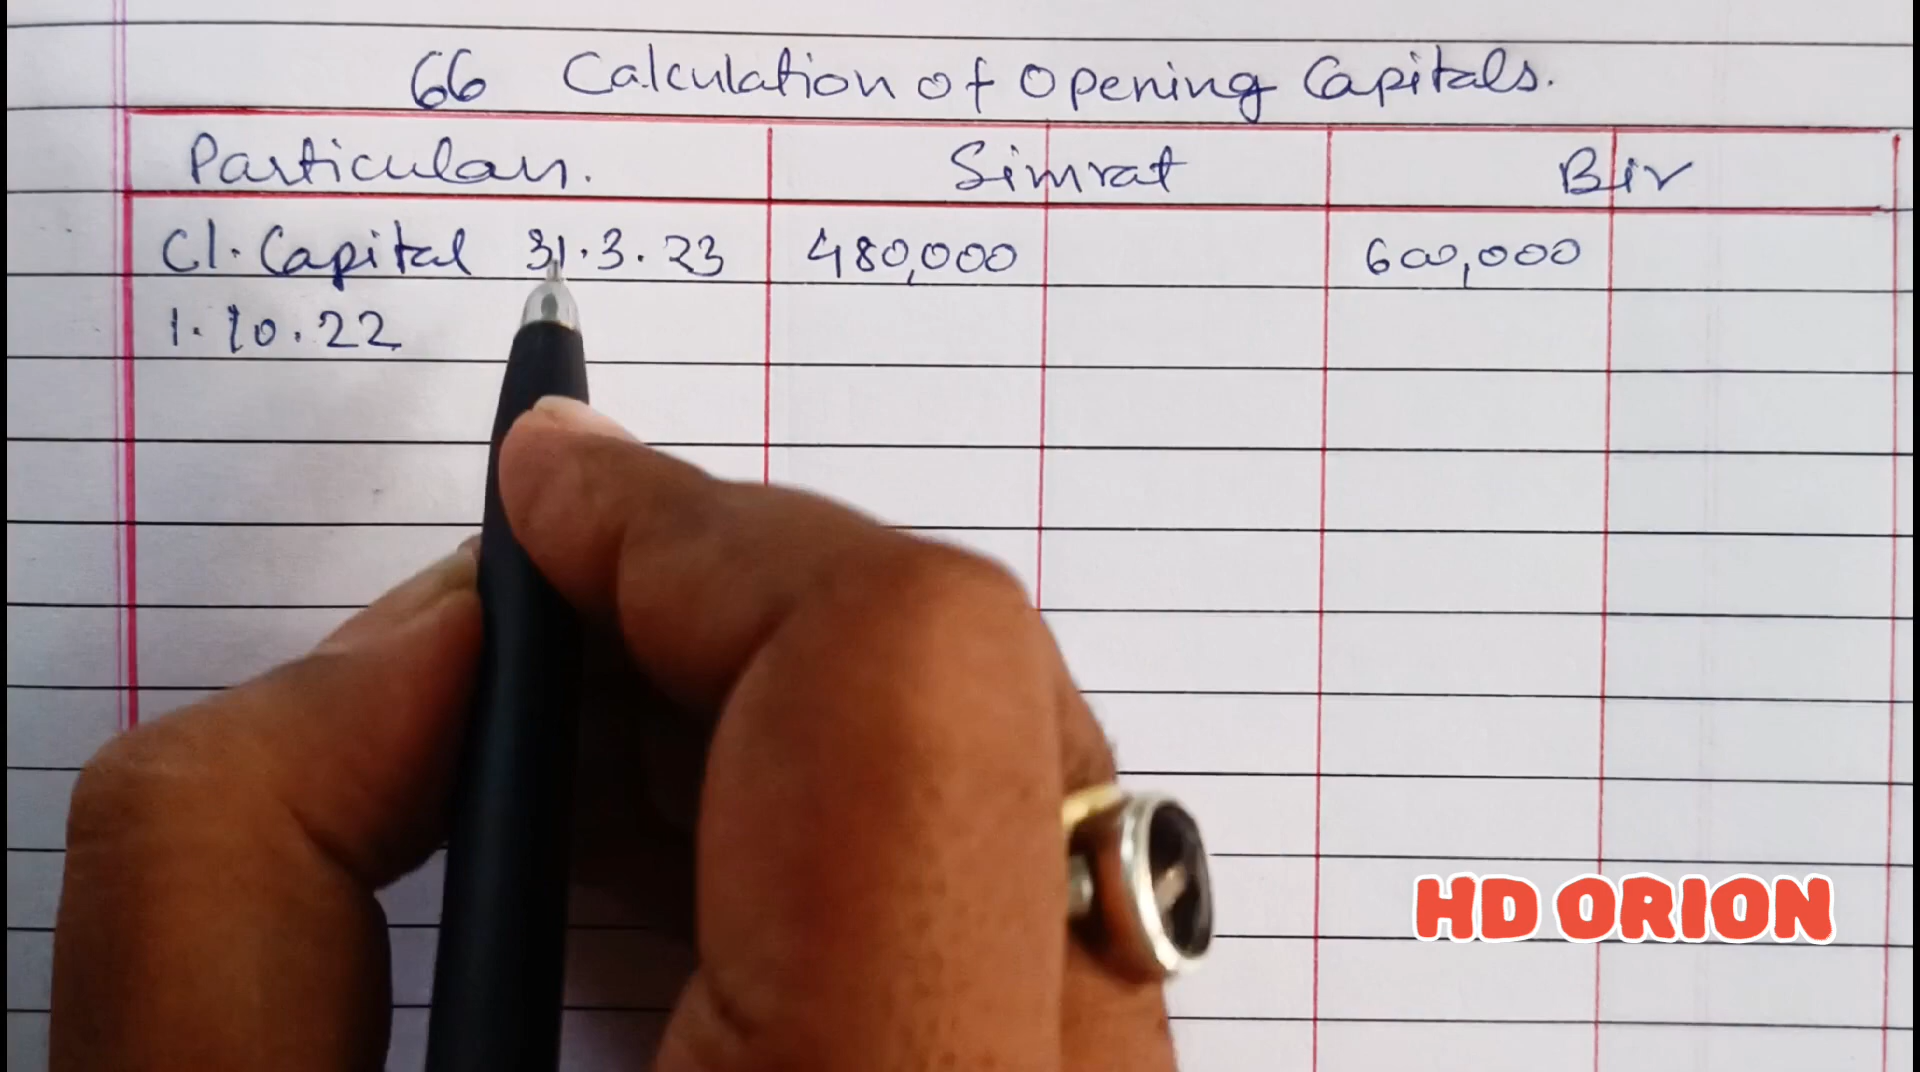 66 Calculation of Opening Capitals.
Particulars. Simrat Bir
Cl. Capital 31.3.23 480,000 600,000
1.10.22
HD ORION